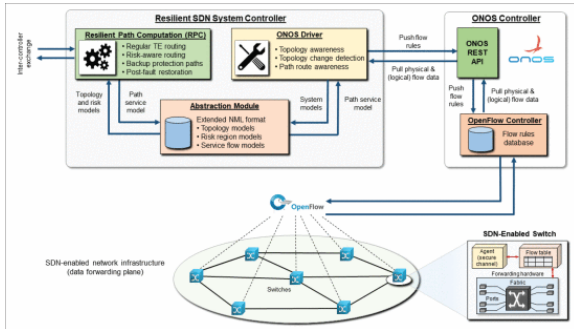 Resilient SDN System Controller
Resilient Path Computation (RPC)
• Regular TE routing
• Risk-aware routing
• Backup protection paths
• Post-fault restoration
ONOS Driver
• Topology awareness
• Topology change detection
• Path route awareness
Inter-controller
exchange
Topology
and risk
models
Path
service
model
System
models
Path service
model
Abstraction Module
Extended NML format
• Topology models
• Risk region models
• Service flow models
Push flow
rules
Pull physical &
(logical) flow data
ONOS Controller
ONOS
REST
API
onos
Push
flow
rules
Pull physical &
(logical) flow data
OpenFlow Controller
Flow rules
database
OpenFlow
SDN-enabled network infrastructure
(data forwarding plane)
Switches
SDN-Enabled Switch
Agent
(secure
channel)
Flow table
Forwarding hardware
Fabric
Ports